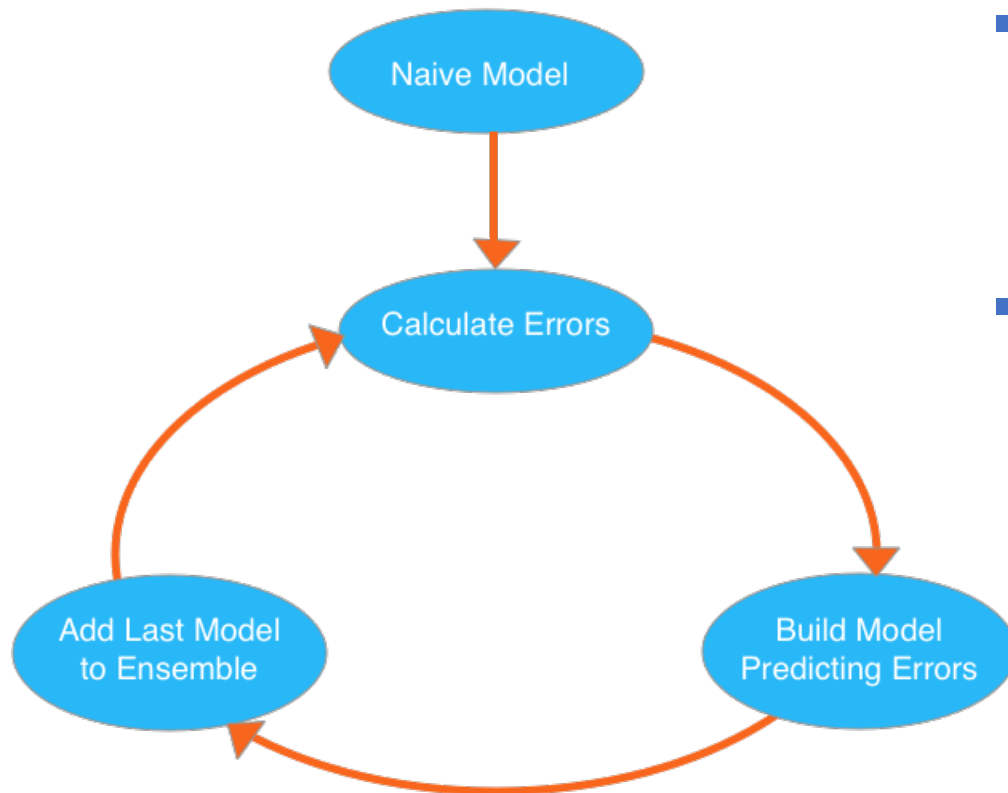 Naive Model
Calculate Errors
Add Last Model
to Ensemble
Build Model
Predicting Errors